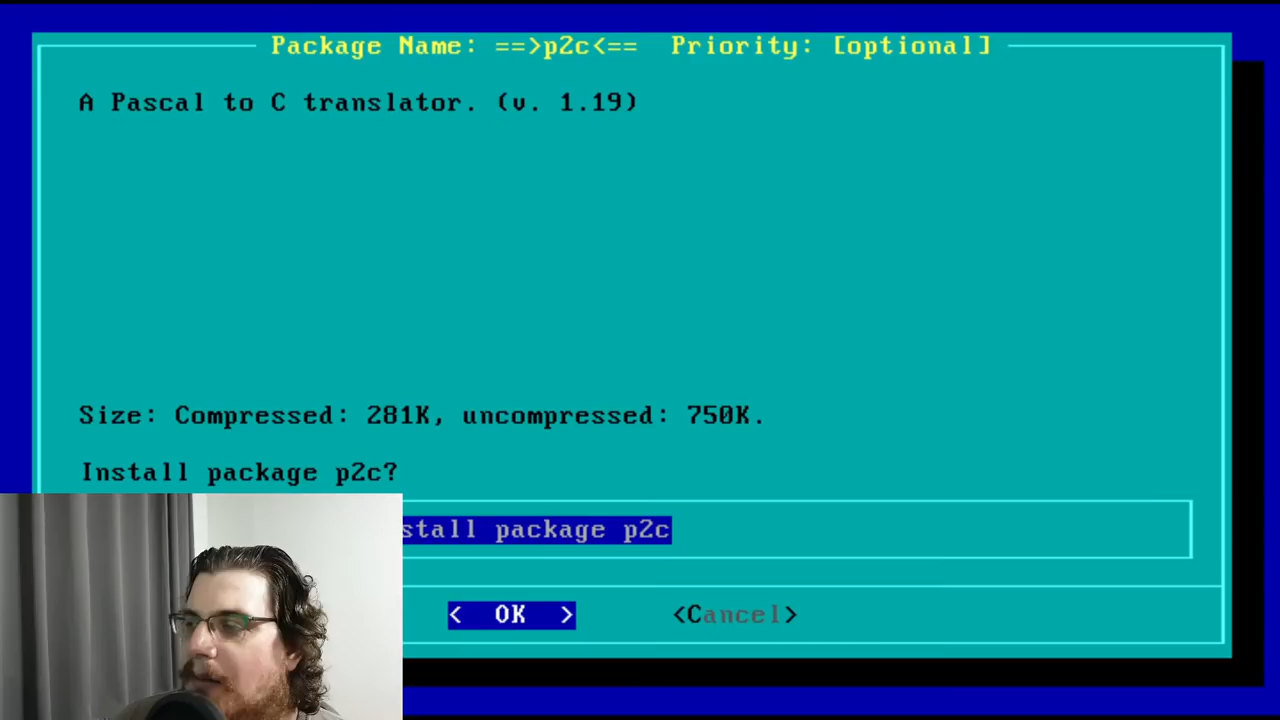 Package Name: ==>p2c<== Priority: [optional]
A Pascal to C translator. (v. 1.19)
Size: Compressed: 281K, uncompressed: 750K.
Install package p2c?
package p2c
< OK > <Cancel>